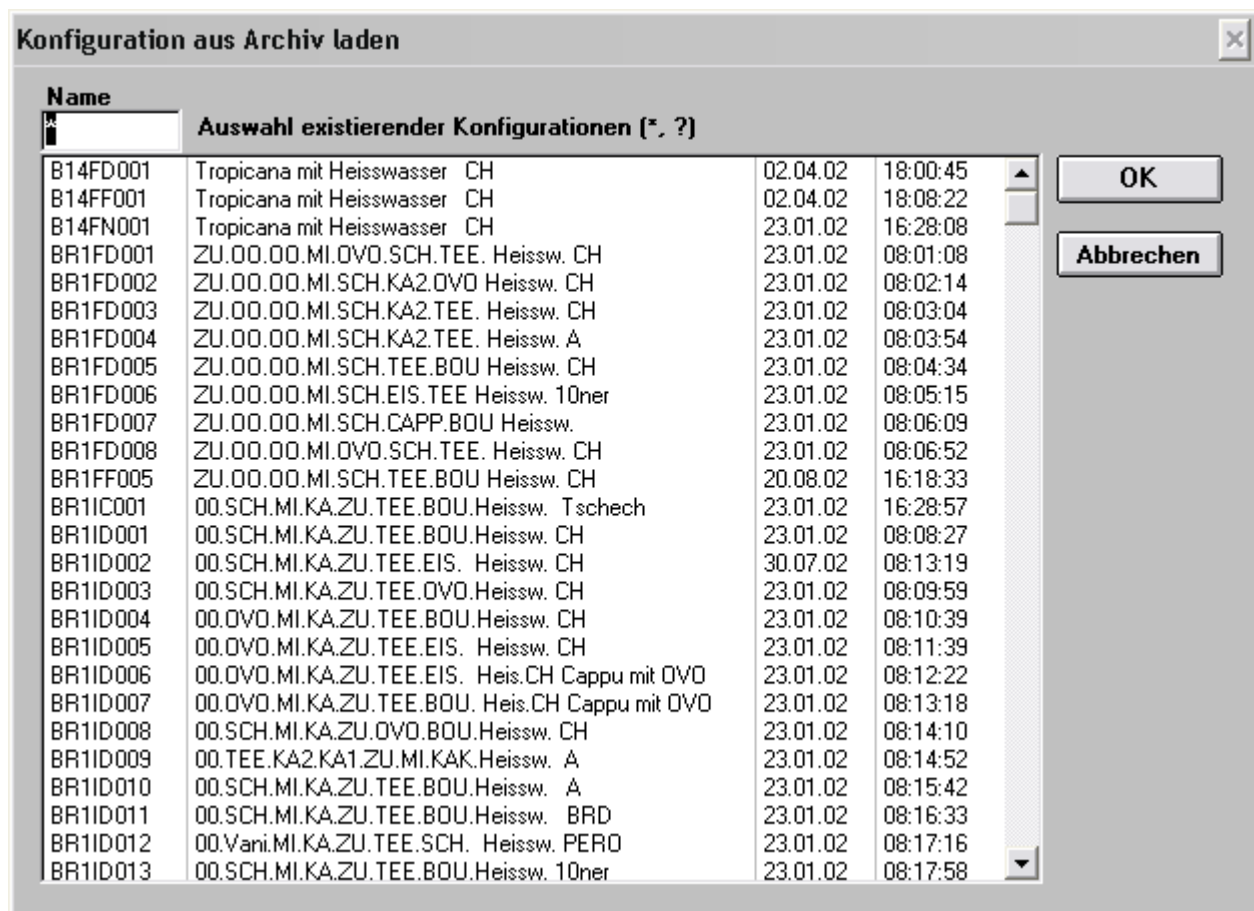 Konfiguration aus Archiv laden
Name
* Auswahl existierender Konfigurationen (*, ?)
B14FD001 Tropicana mit Heisswasser CH 02.04.02 18:00:45
B14FF001 Tropicana mit Heisswasser CH 02.04.02 18:08:22
B14FN001 Tropicana mit Heisswasser CH 23.01.02 16:28:08
BR1FD001 ZU.OO.OO.MI.OVO.SCH.TEE. Heissw. CH 23.01.02 08:01:08
BR1FD002 ZU.OO.OO.MI.SCH.KA2.OVO Heissw. CH 23.01.02 08:02:14
BR1FD003 ZU.OO.OO.MI.SCH.KA2.TEE. Heissw. CH 23.01.02 08:03:04
BR1FD004 ZU.OO.OO.MI.SCH.KA2.TEE. Heissw. A 23.01.02 08:03:54
BR1FD005 ZU.OO.OO.MI.SCH.TEE.BOU Heissw. CH 23.01.02 08:04:34
BR1FD006 ZU.OO.OO.MI.SCH.EIS.TEE Heissw. 10ner 23.01.02 08:05:15
BR1FD007 ZU.OO.OO.MI.SCH.CAPP.BOU Heissw. 23.01.02 08:06:09
BR1FD008 ZU.OO.OO.MI.OVO.SCH.TEE. Heissw. CH 23.01.02 08:06:52
BR1FF005 ZU.OO.OO.MI.SCH.TEE.BOU Heissw. CH 20.08.02 16:18:33
BR1IC001 00.SCH.MI.KA.ZU.TEE.BOU.Heissw. Tschech 23.01.02 16:28:57
BR1ID001 00.SCH.MI.KA.ZU.TEE.BOU.Heissw. CH 23.01.02 08:08:27
BR1ID002 00.SCH.MI.KA.ZU.TEE.EIS. Heissw. CH 30.07.02 08:13:19
BR1ID003 00.SCH.MI.KA.ZU.TEE.OVO.Heissw. CH 23.01.02 08:09:59
BR1ID004 00.OVO.MI.KA.ZU.TEE.BOU.Heissw. CH 23.01.02 08:10:39
BR1ID005 00.OVO.MI.KA.ZU.TEE.EIS. Heissw. CH 23.01.02 08:11:39
BR1ID006 00.OVO.MI.KA.ZU.TEE.EIS. Heis.CH Cappu mit OVO 23.01.02 08:12:22
BR1ID007 00.OVO.MI.KA.ZU.TEE.BOU. Heis.CH Cappu mit OVO 23.01.02 08:13:18
BR1ID008 00.SCH.MI.KA.ZU.OVO.BOU.Heissw. CH 23.01.02 08:14:10
BR1ID009 00.TEE.KA2.KA1.ZU.MI.KAK.Heissw. A 23.01.02 08:14:52
BR1ID010 00.SCH.MI.KA.ZU.TEE.BOU.Heissw. A 23.01.02 08:15:42
BR1ID011 00.SCH.MI.KA.ZU.TEE.BOU.Heissw. BRD 23.01.02 08:16:33
BR1ID012 00.Vani.MI.KA.ZU.TEE.SCH. Heissw. PERO 23.01.02 08:17:16
BR1ID013 00.SCH.MI.KA.ZU.TEE.BOU.Heissw. 10ner 23.01.02 08:17:58
OK
Abbrechen